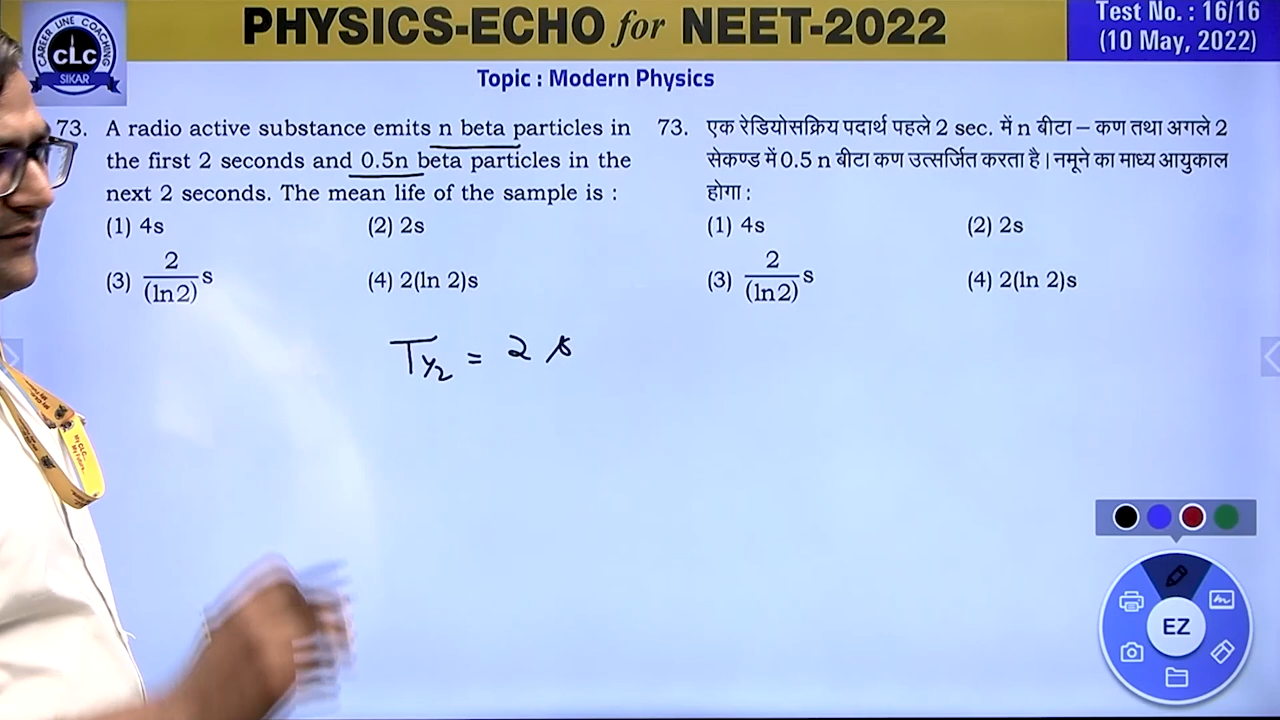 PHYSICS-ECHO for NEET-2022
Test No. : 16/16
(10 May, 2022)
CAREER LINE COACHING
CLC
SIKAR
Topic : Modern Physics
73. A radio active substance emits n beta particles in
the first 2 seconds and 0.5n beta particles in the
next 2 seconds. The mean life of the sample is :
(1) 4s (2) 2s
(3) 2/(ln2) s (4) 2(ln 2)s
73. एक रेडियोसक्रिय पदार्थ पहले 2 sec. में n बीटा – कण तथा अगले 2
सेकण्ड में 0.5 n बीटा कण उत्सर्जित करता है। नमूने का माध्य आयुकाल
होगा :
(1) 4s (2) 2s
(3) 2/(ln2) s (4) 2(ln 2)s
T1/2 = 2 s
EZ